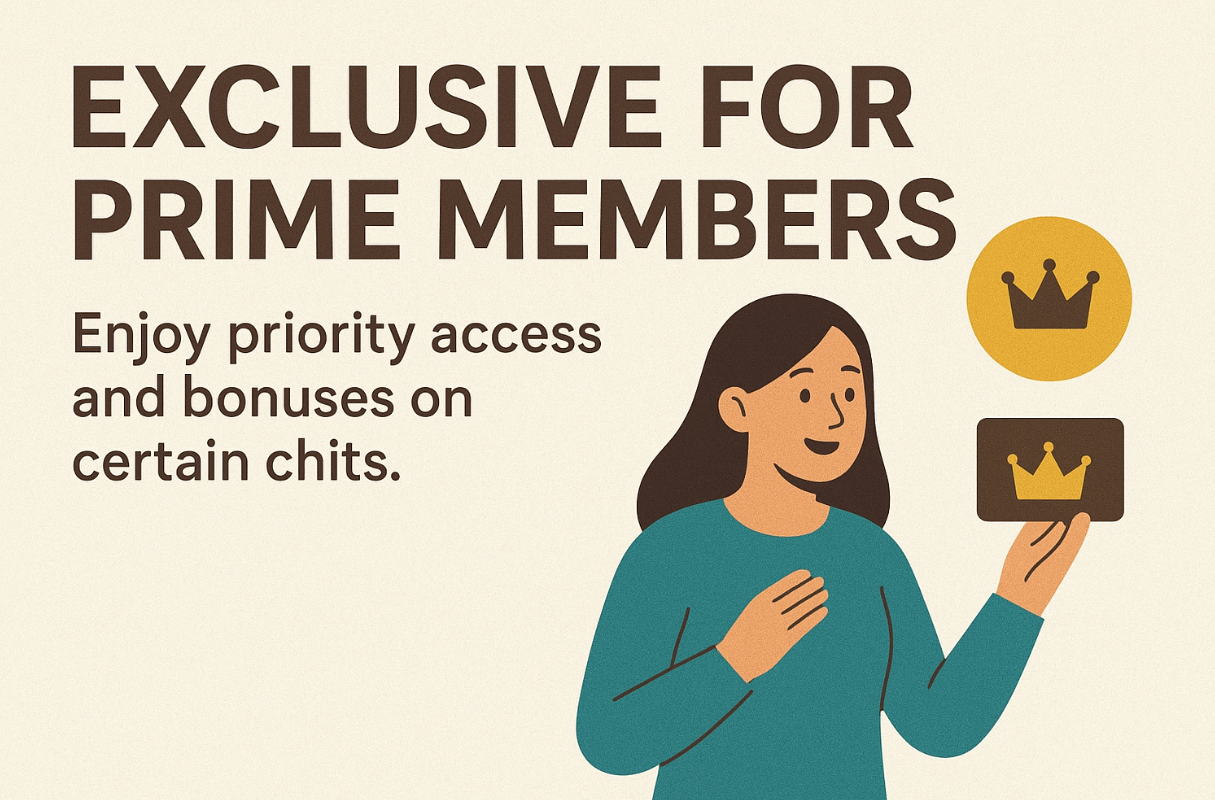 EXCLUSIVE FOR
PRIME MEMBERS
Enjoy priority access
and bonuses on
certain chits.